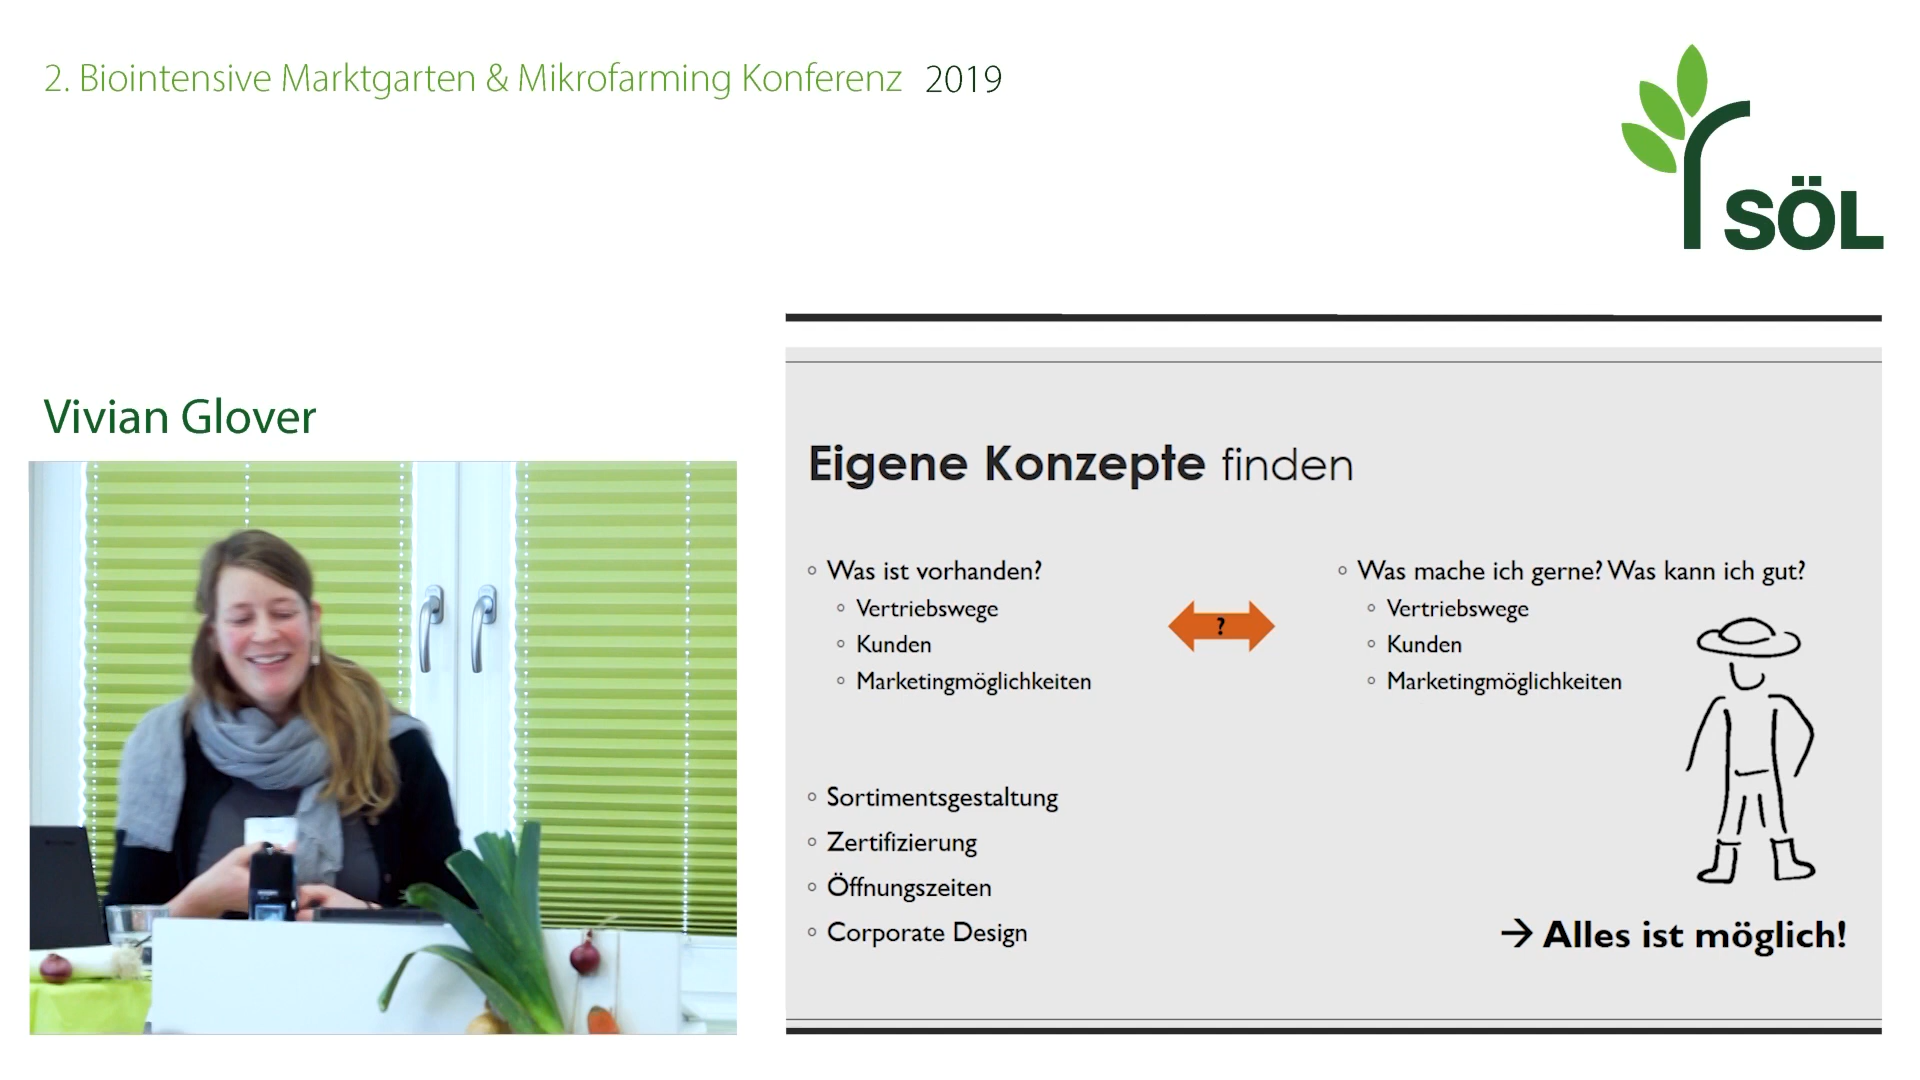 2. Biointensive Marktgarten & Mikrofarming Konferenz 2019
SÖL
Vivian Glover
Eigene Konzepte finden
Was ist vorhanden?
Vertriebswege
Kunden
Marketingmöglichkeiten
?
Was mache ich gerne? Was kann ich gut?
Vertriebswege
Kunden
Marketingmöglichkeiten
Sortimentsgestaltung
Zertifizierung
Öffnungszeiten
Corporate Design
→ Alles ist möglich!